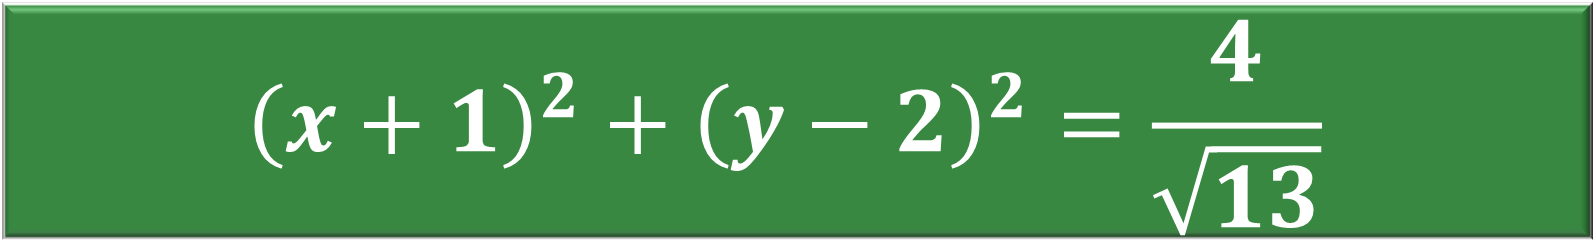 (x + 1)² + (y − 2)² = 4/√13